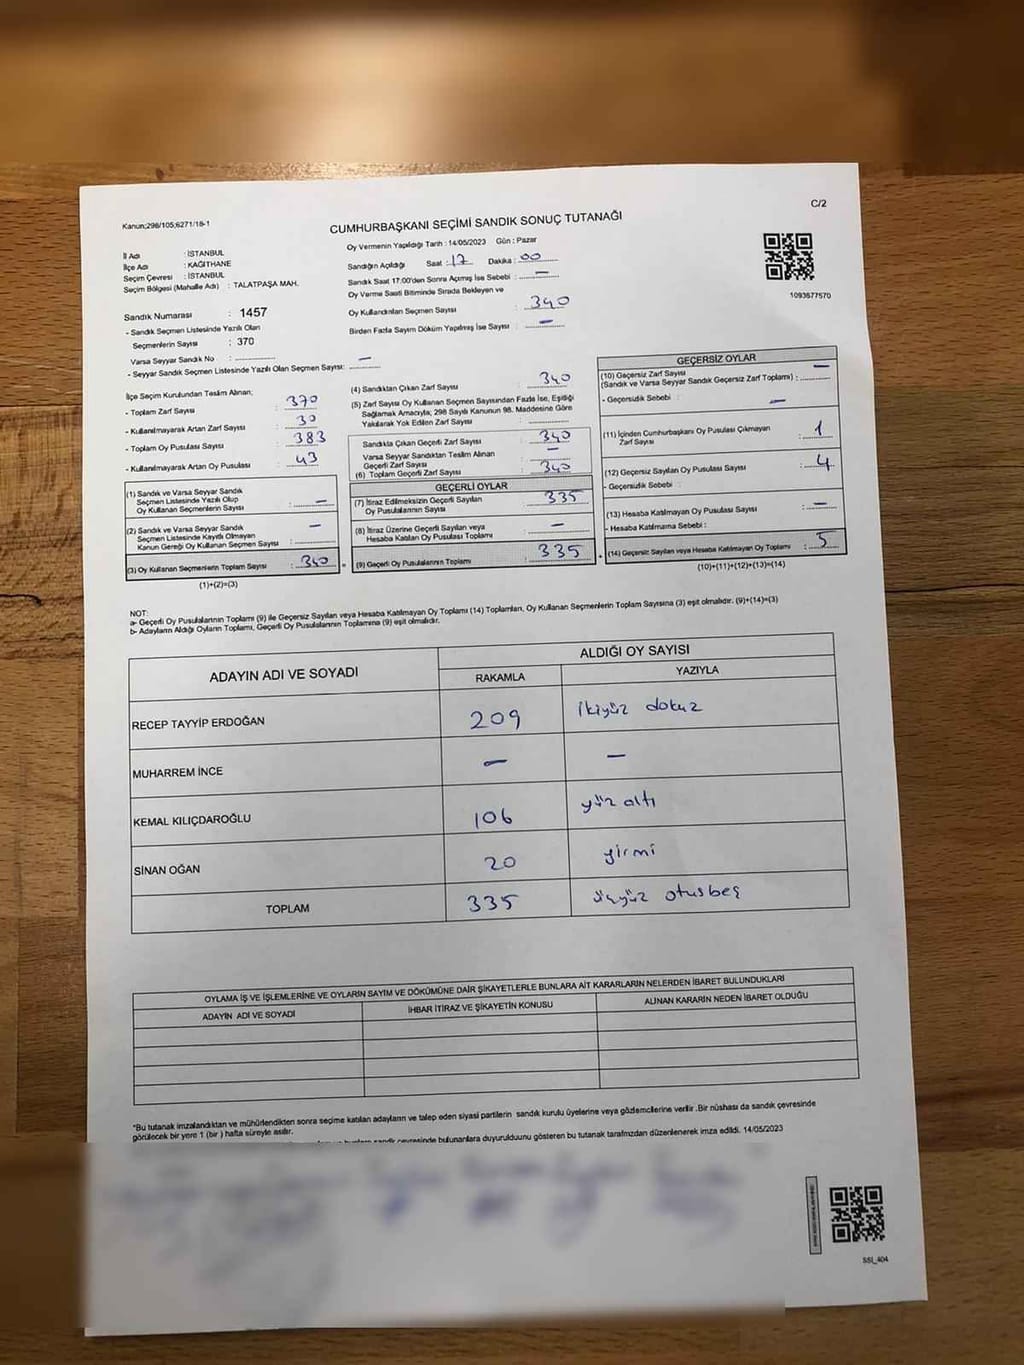 Kanun;298/105;6271/18-1
C/2
CUMHURBAŞKANI SEÇİMİ SANDIK SONUÇ TUTANAĞI
İl Adı : İSTANBUL
İlçe Adı : KAĞITHANE
Seçim Çevresi : İSTANBUL
Seçim Bölgesi (Mahalle Adı) : TALATPAŞA MAH.
Oy Vermenin Yapıldığı Tarih : 14/05/2023 Gün : Pazar
Sandığın Açıldığı Saat : 17 Dakika : 00
Sandık Saat 17:00'den Sonra Açılmış İse Sebebi : —
Oy Verme Saati Bitiminde Sırada Bekleyen ve
Oy Kullandırılan Seçmen Sayısı : 340
Birden Fazla Sayım Döküm Yapılmış İse Sayısı : —
1093677570
Sandık Numarası : 1457
- Sandık Seçmen Listesinde Yazılı Olan
Seçmenlerin Sayısı : 370
Varsa Seyyar Sandık No :
- Seyyar Sandık Seçmen Listesinde Yazılı Olan Seçmen Sayısı: —
İlçe Seçim Kurulundan Teslim Alınan,
- Toplam Zarf Sayısı : 370
- Kullanılmayarak Artan Zarf Sayısı : 30
- Toplam Oy Pusulası Sayısı : 383
- Kullanılmayarak Artan Oy Pusulası : 43
(1) Sandık ve Varsa Seyyar Sandık
Seçmen Listesinde Yazılı Olup
Oy Kullanan Seçmenlerin Sayısı : —
(2) Sandık ve Varsa Seyyar Sandık
Seçmen Listesinde Kayıtlı Olmayan
Kanun Gereği Oy Kullanan Seçmen Sayısı : —
(3) Oy Kullanan Seçmenlerin Toplam Sayısı : 340
(1)+(2)=(3)
(4) Sandıktan Çıkan Zarf Sayısı : 340
(5) Zarf Sayısı Oy Kullanan Seçmen Sayısından Fazla İse, Eşitliği
Sağlamak Amacıyla; 298 Sayılı Kanunun 98. Maddesine Göre
Yakılarak Yok Edilen Zarf Sayısı :
Sandıkta Çıkan Geçerli Zarf Sayısı : 340
Varsa Seyyar Sandıktan Teslim Alınan
Geçerli Zarf Sayısı : —
(6) Toplam Geçerli Zarf Sayısı : 340
GEÇERLİ OYLAR
(7) İtiraz Edilmeksizin Geçerli Sayılan
Oy Pusulasının Sayısı : 335
(8) İtiraz Üzerine Geçerli Sayılan veya
Hesaba Katılan Oy Pusulası Toplamı : —
(9) Geçerli Oy Pusulalarının Toplamı : 335
GEÇERSİZ OYLAR
(10) Geçersiz Zarf Sayısı
(Sandık ve Varsa Seyyar Sandık Geçersiz Zarf Toplamı) : —
- Geçersizlik Sebebi : —
(11) İçinden Cumhurbaşkanı Oy Pusulası Çıkmayan
Zarf Sayısı : 1
(12) Geçersiz Sayılan Oy Pusulası Sayısı : 4
- Geçersizlik Sebebi :
(13) Hesaba Katılmayan Oy Pusulası Sayısı : —
- Hesaba Katılmama Sebebi :
(14) Geçersiz Sayılan veya Hesaba Katılmayan Oy Toplamı : 5
(10)+(11)+(12)+(13)=(14)
NOT:
a- Geçerli Oy Pusulalarının Toplamı (9) ile Geçersiz Sayılan veya Hesaba Katılmayan Oy Toplamı (14) Toplamları, Oy Kullanan Seçmenlerin Toplam Sayısına (3) eşit olmalıdır. (9)+(14)=(3)
b- Adayların Aldığı Oyların Toplamı, Geçerli Oy Pusulalarının Toplamına (9) eşit olmalıdır.
ADAYIN ADI VE SOYADI
ALDIĞI OY SAYISI
RAKAMLA YAZIYLA
RECEP TAYYİP ERDOĞAN 209 ikiyüz dokuz
MUHARREM İNCE — —
KEMAL KILIÇDAROĞLU 106 yüz altı
SİNAN OĞAN 20 yirmi
TOPLAM 335 üçyüz otuzbeş
OYLAMA İŞ VE İŞLEMLERİNE VE OYLARIN SAYIM VE DÖKÜMÜNE DAİR ŞİKAYETLERLE BUNLARA AİT KARARLARIN NELERDEN İBARET BULUNDUKLARI
ADAYIN ADI VE SOYADI İHBAR İTİRAZ VE ŞİKAYETİN KONUSU ALINAN KARARIN NEDEN İBARET OLDUĞU
*Bu tutanak imzalandıktan ve mühürlendikten sonra seçime katılan adayların ve talep eden siyasi partilerin sandık kurulu üyelerine veya gözlemcilerine verilir .Bir nüshası da sandık çevresinde
görülecek bir yere 1 (bir ) hafta süreyle asılır.
sandık çevresinde bulunanlara duyurulduunu gösteren bu tutanak tarafımızdan düzenlenerek imza edildi. 14/05/2023
SSI_404